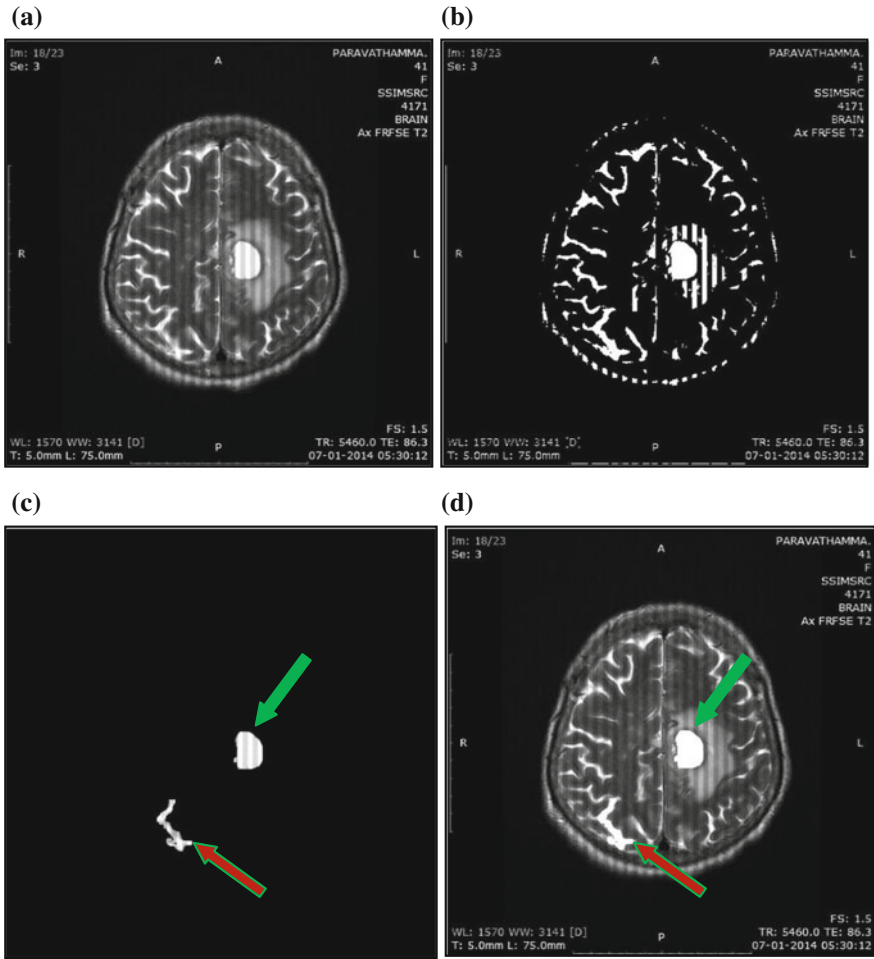 (a)
Im: 18/23
Se: 3
A
PARAVATHAMMA.
41
F
SSIMSRC
4171
BRAIN
Ax FRFSE T2
R
L
FS: 1.5
WL: 1570 WW: 3141 [D]
P
TR: 5460.0 TE: 86.3
T: 5.0mm L: 75.0mm
07-01-2014 05:30:12
(b)
Im: 18/23
Se: 3
A
PARAVATHAMMA.
41
F
SSIMSRC
4171
BRAIN
Ax FRFSE T2
R
L
FS: 1.5
WL: 1570 WW: 3141 [D]
P
TR: 5460.0 TE: 86.3
T: 5.0mm L: 75.0mm
07-01-2014 05:30:12
(c)
(d)
Im: 18/23
Se: 3
A
PARAVATHAMMA.
41
F
SSIMSRC
4171
BRAIN
Ax FRFSE T2
R
L
FS: 1.5
WL: 1570 WW: 3141 [D]
P
TR: 5460.0 TE: 86.3
T: 5.0mm L: 75.0mm
07-01-2014 05:30:12